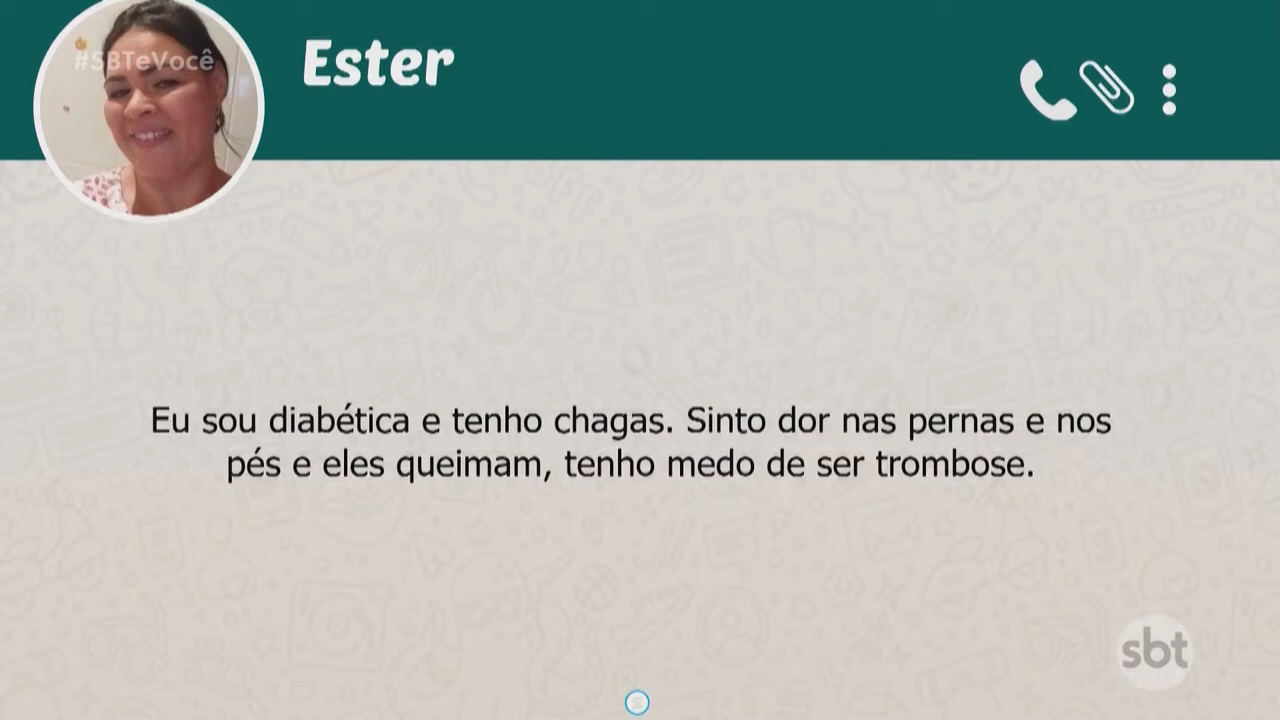 #SBTeVocê
Ester
Eu sou diabética e tenho chagas. Sinto dor nas pernas e nos
pés e eles queimam, tenho medo de ser trombose.
sbt